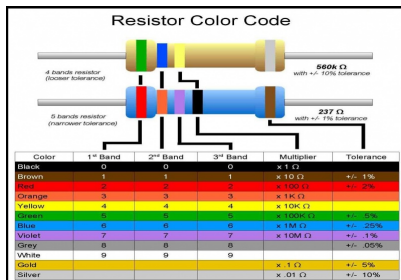 Resistor Color Code
560k Ω
with +/- 10% tolerance
4 bands resistor
(looser tolerance)
237 Ω
with +/- 1% tolerance
5 bands resistor
(narrower tolerance)
Color 1st Band 2nd Band 3rd Band Multiplier Tolerance
Black 0 0 0 x 1 Ω
Brown 1 1 1 x 10 Ω +/- 1%
Red 2 2 2 x 100 Ω +/- 2%
Orange 3 3 3 x 1K Ω
Yellow 4 4 4 x 10K Ω
Green 5 5 5 x 100K Ω +/- .5%
Blue 6 6 6 x 1M Ω +/- .25%
Violet 7 7 7 x 10M Ω +/- .1%
Grey 8 8 8 +/- .05%
White 9 9 9
Gold x .1 Ω +/- 5%
Silver x .01 Ω +/- 10%